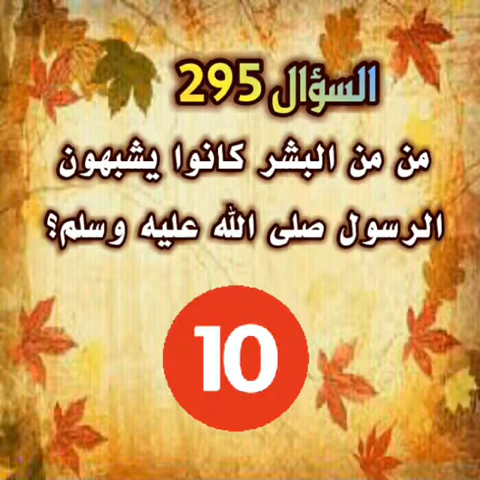 السؤال 295
من من البشر كانوا يشبهون
الرسول صلى الله عليه وسلم؟
10